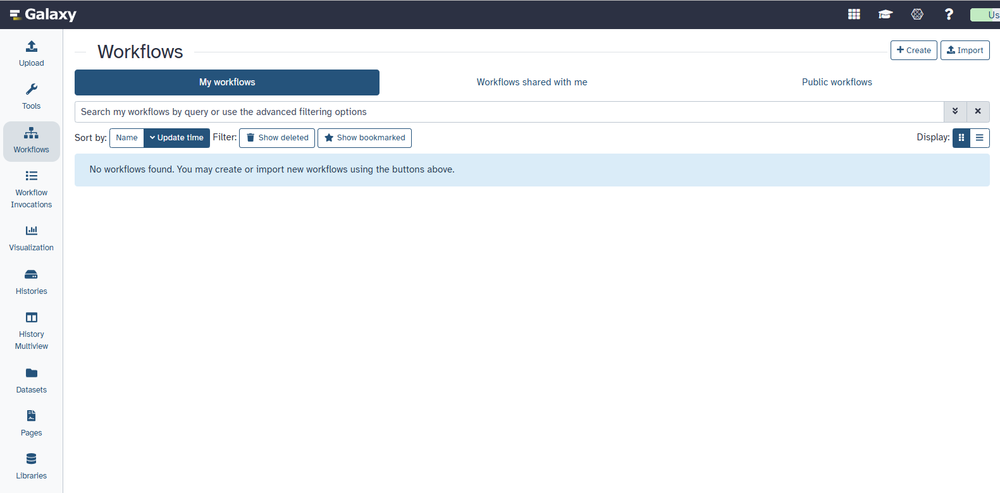 Galaxy
Us
Upload
Tools
Workflows
Workflow
Invocations
Visualization
Histories
History
Multiview
Datasets
Pages
Libraries
Workflows
Create
Import
My workflows
Workflows shared with me
Public workflows
Search my workflows by query or use the advanced filtering options
Sort by: Name Update time Filter: Show deleted Show bookmarked
Display:
No workflows found. You may create or import new workflows using the buttons above.